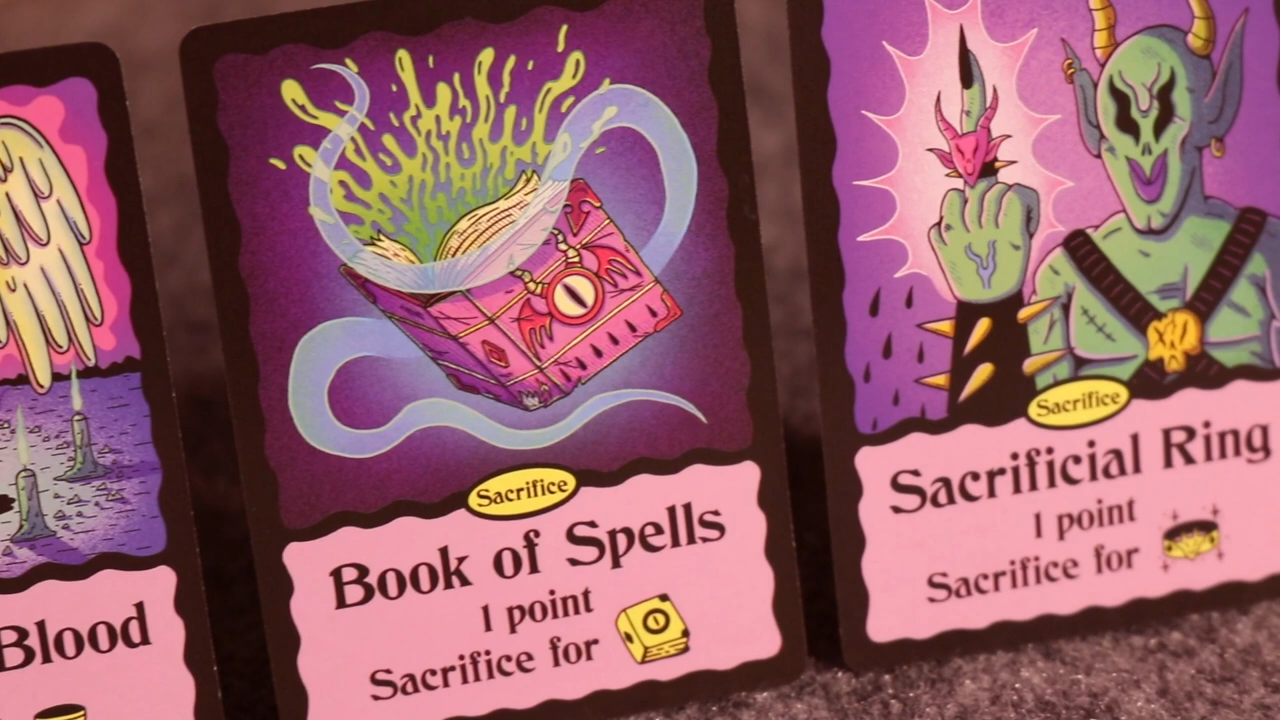 Blood
Sacrifice
Book of Spells
1 point
Sacrifice for
Sacrifice
Sacrificial Ring
1 point
Sacrifice for